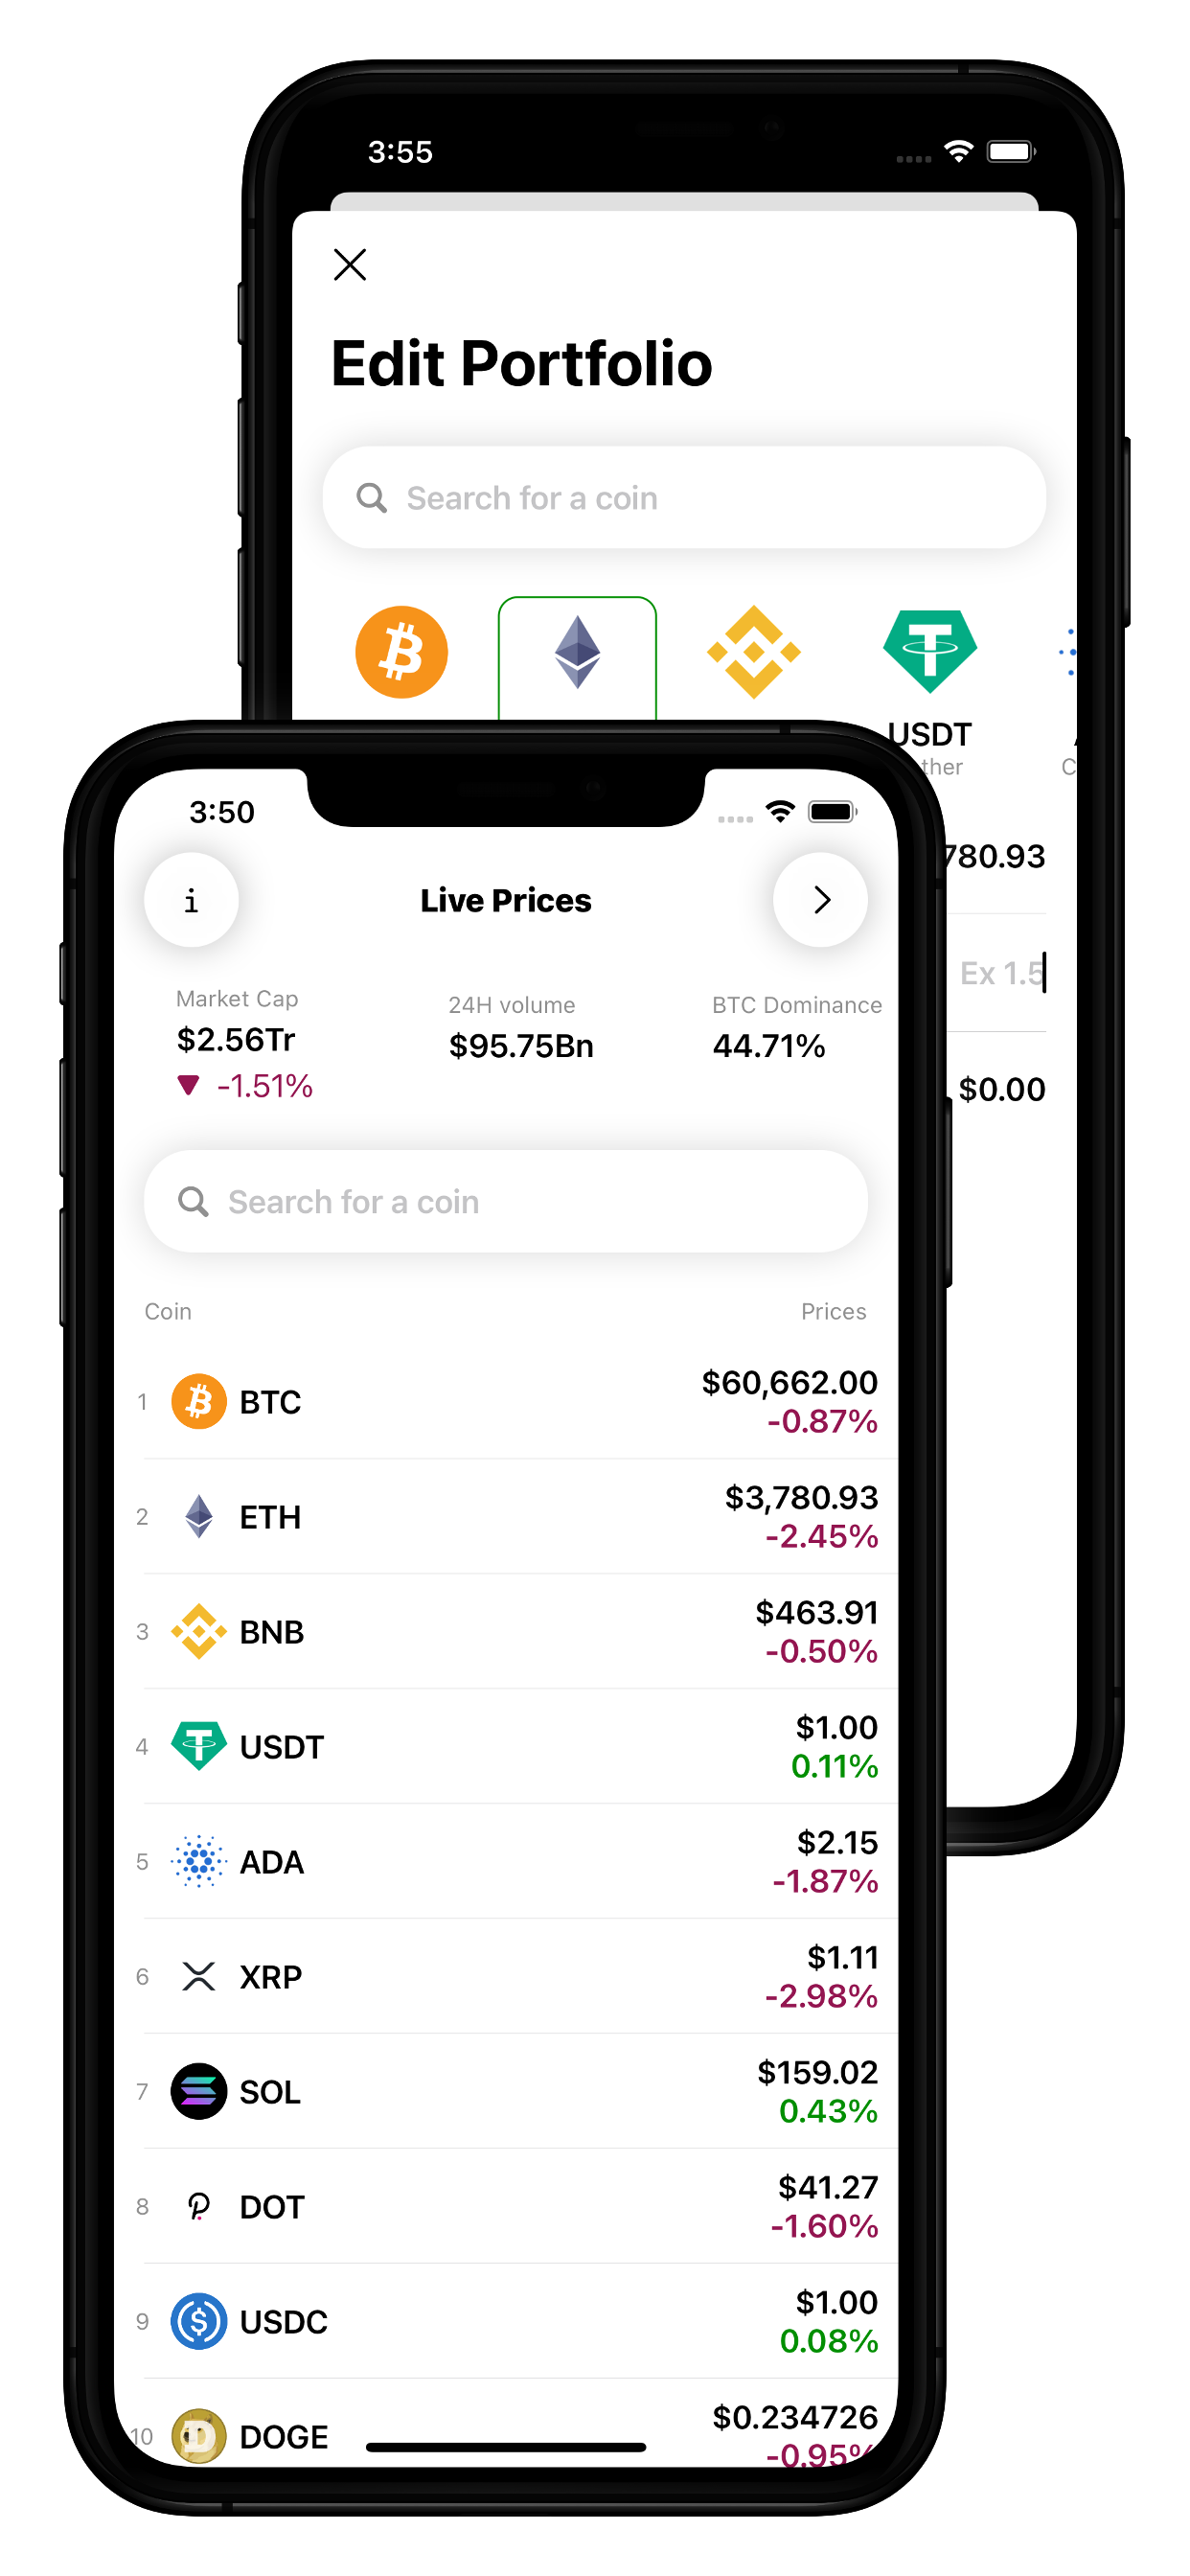 3:55
Edit Portfolio
Search for a coin
USDT
ther
C
780.93
Ex 1.5
$0.00
3:50
i
Live Prices
Market Cap
24H volume
BTC Dominance
$2.56Tr
$95.75Bn
44.71%
-1.51%
Search for a coin
Coin
Prices
1 BTC $60,662.00
-0.87%
2 ETH $3,780.93
-2.45%
3 BNB $463.91
-0.50%
4 USDT $1.00
0.11%
5 ADA $2.15
-1.87%
6 XRP $1.11
-2.98%
7 SOL $159.02
0.43%
8 DOT $41.27
-1.60%
9 USDC $1.00
0.08%
10 DOGE $0.234726
-0.95%